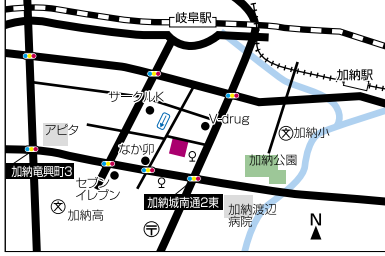 岐阜駅
加納駅
サークルK
V-drug
文
加納小
アピタ
なか卯
加納公園
加納竜興町3
セブン
イレブン
加納城南通2東
文
加納高
加納渡辺
病院
〒
N